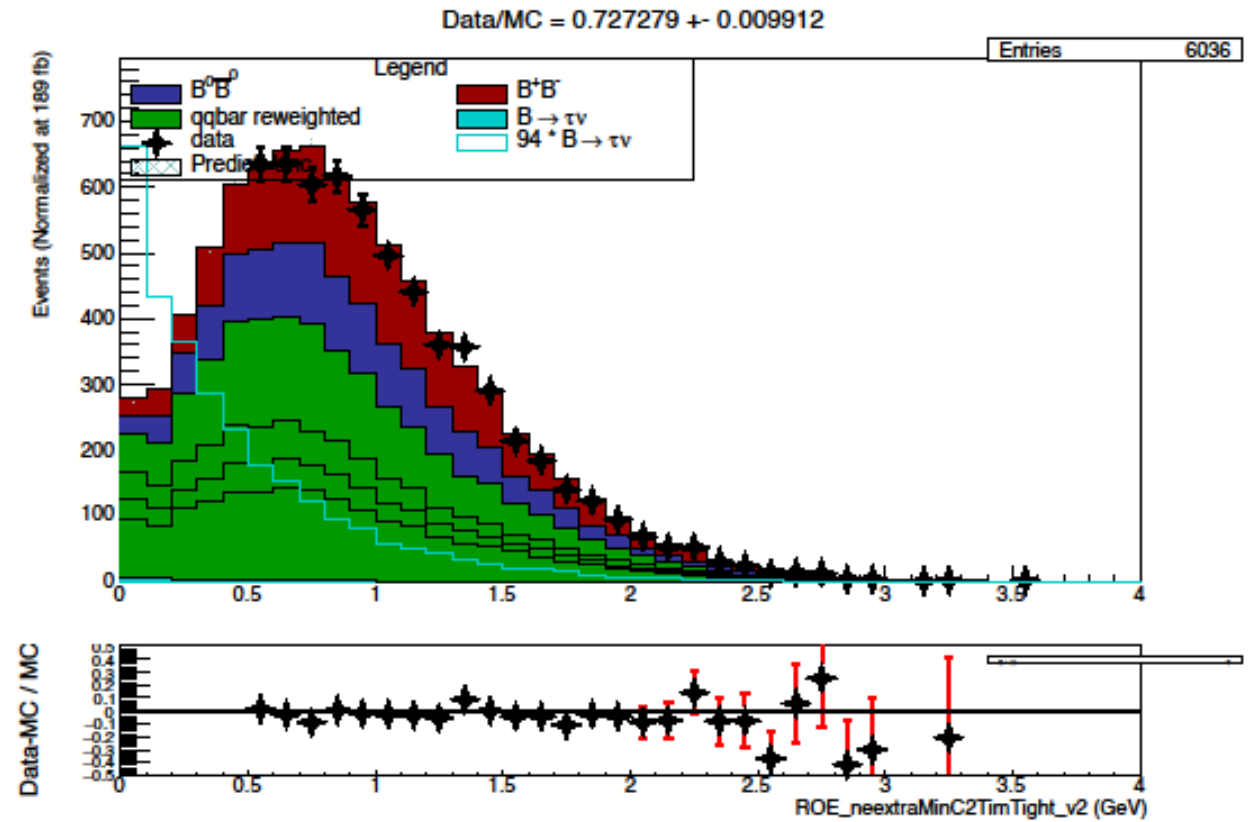 Data/MC = 0.727279 +- 0.009912
Entries 6036
Legend
B⁰B̅⁰ B⁺B⁻
qqbar reweighted B → τν
data 94 * B → τν
Events (Normalized at 189 fb)
700
600
500
400
300
200
100
0
0 0.5 1 1.5 2 2.5 3 3.5 4
Data-MC / MC
0.5
0.4
0.3
0.2
0.1
0
−0.1
−0.2
−0.3
−0.4
−0.5
0 0.5 1 1.5 2 2.5 3 3.5 4
ROE_neextraMinC2TimTight_v2 (GeV)